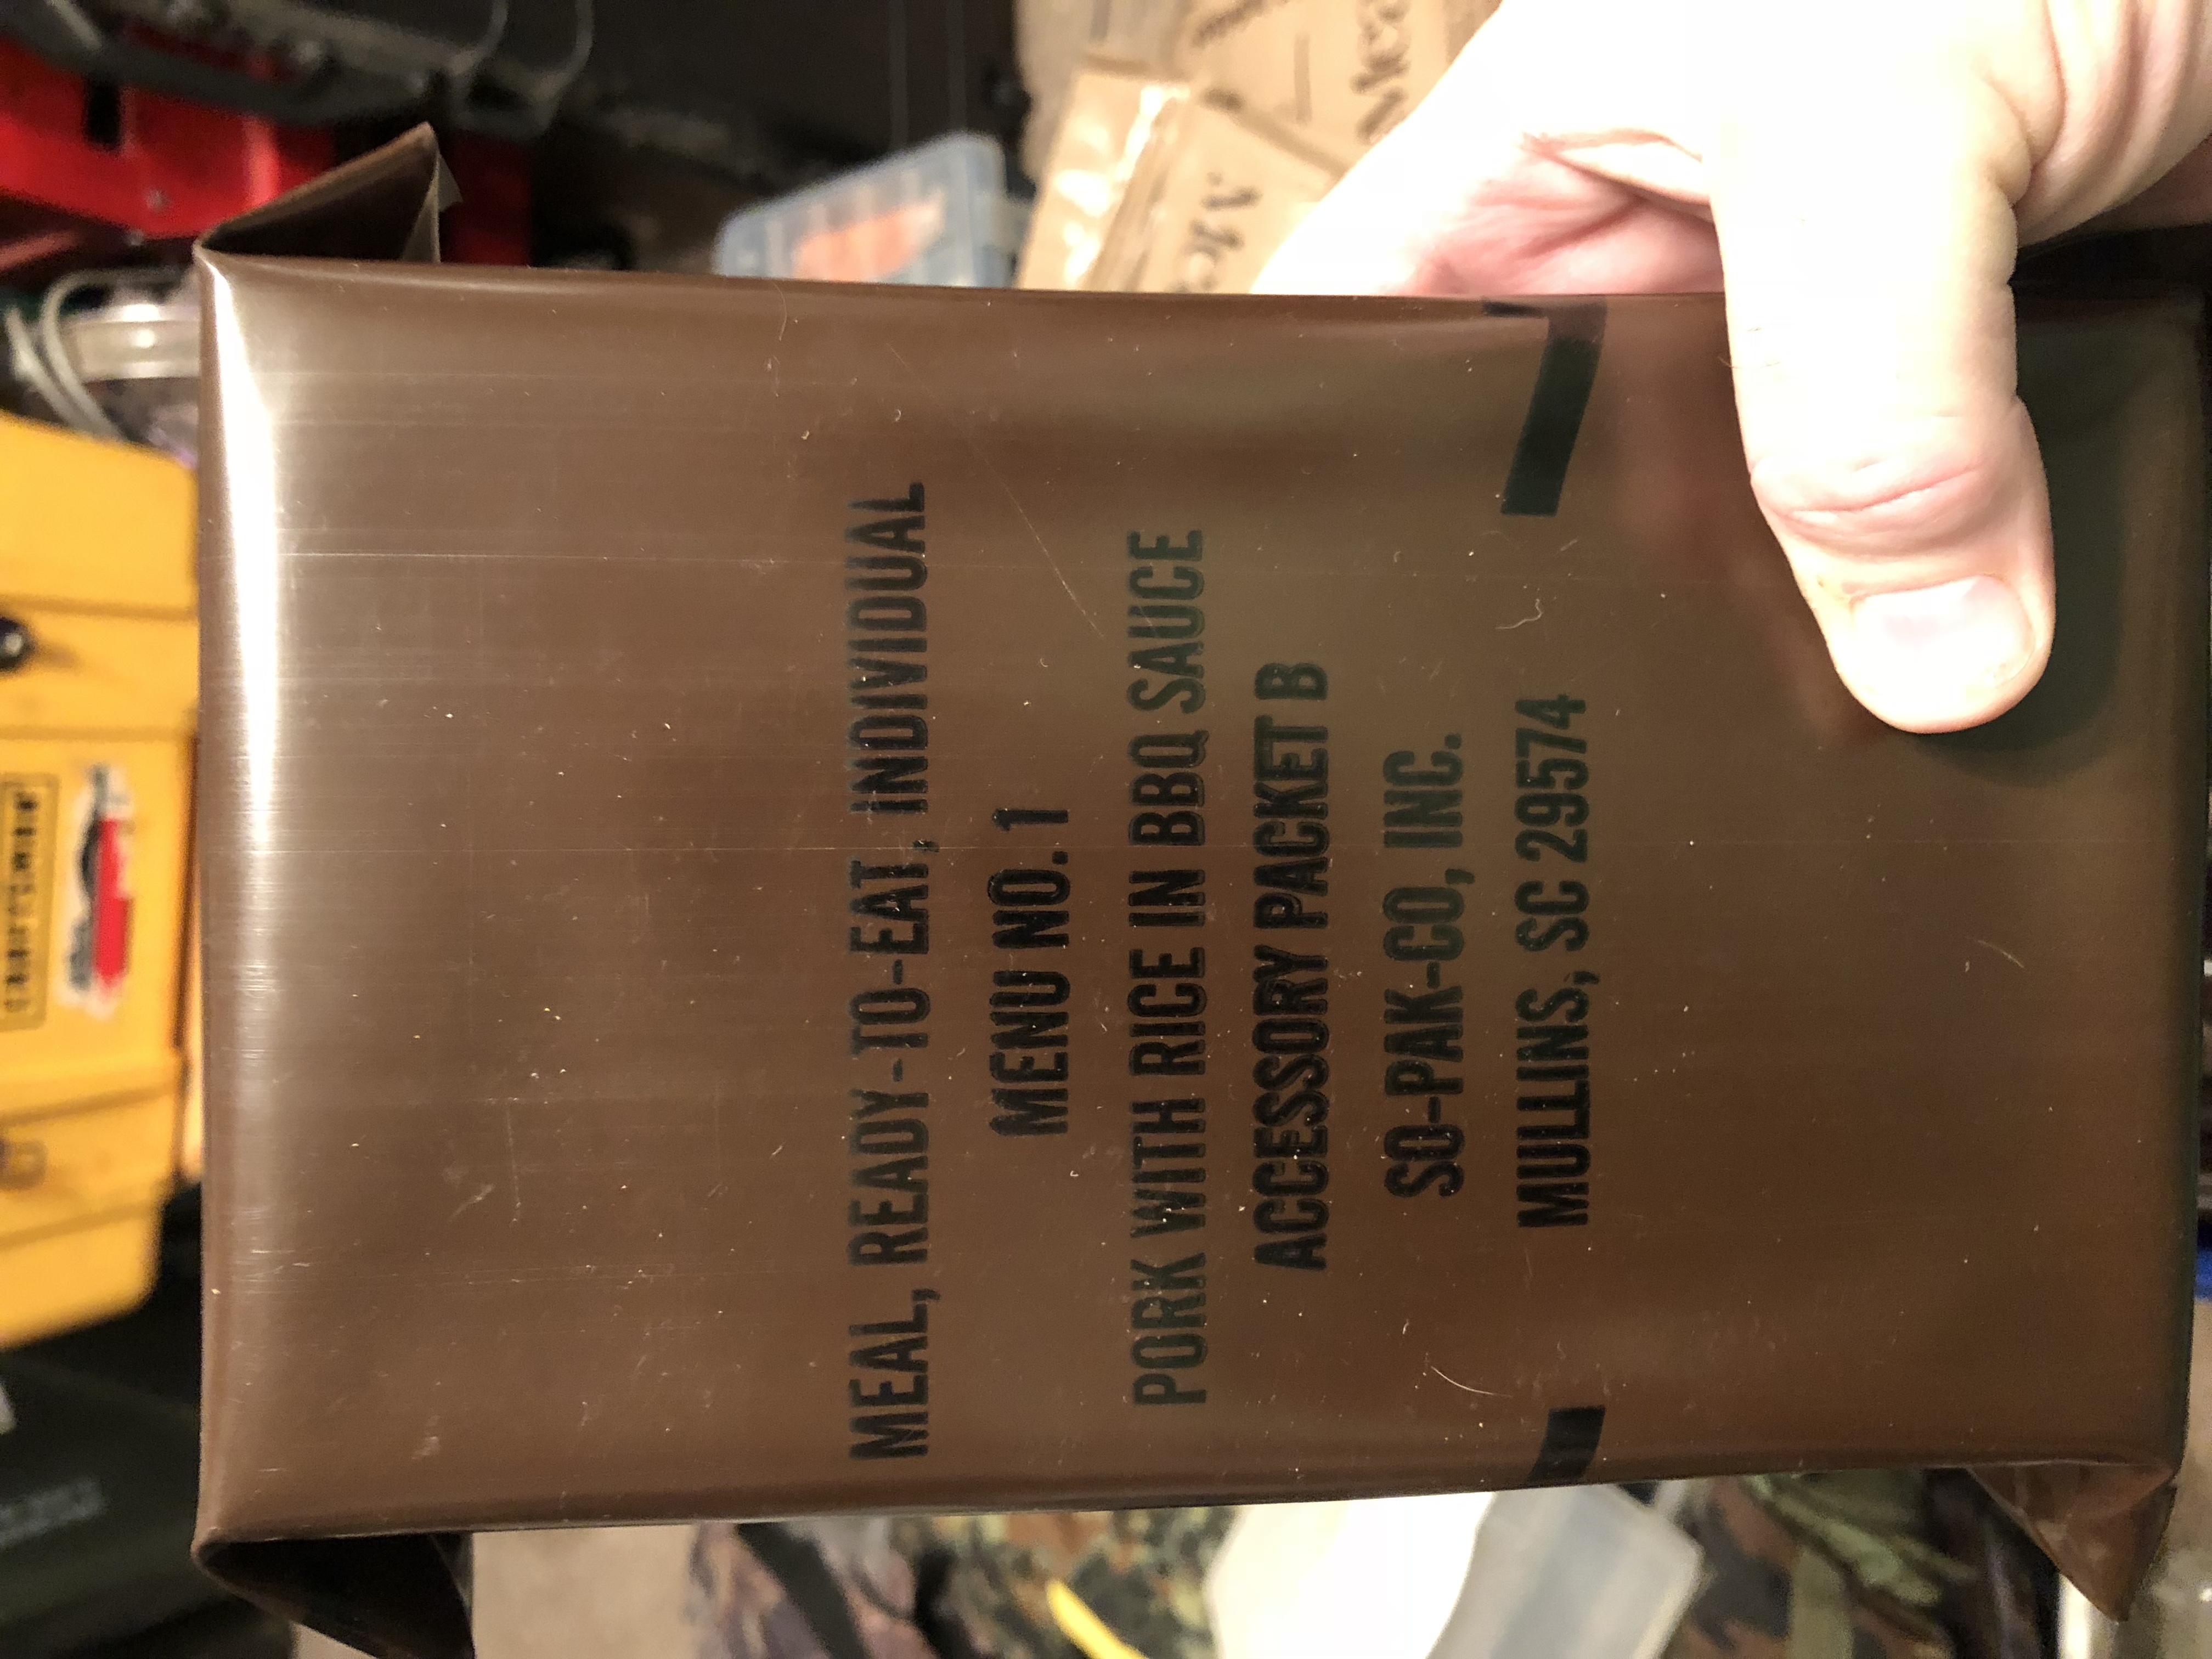 MEAL, READY-TO-EAT, INDIVIDUAL
MENU NO. 1
PORK WITH RICE IN BBQ SAUCE
ACCESSORY PACKET B
SO-PAK-CO, INC.
MULLINS, SC 29574